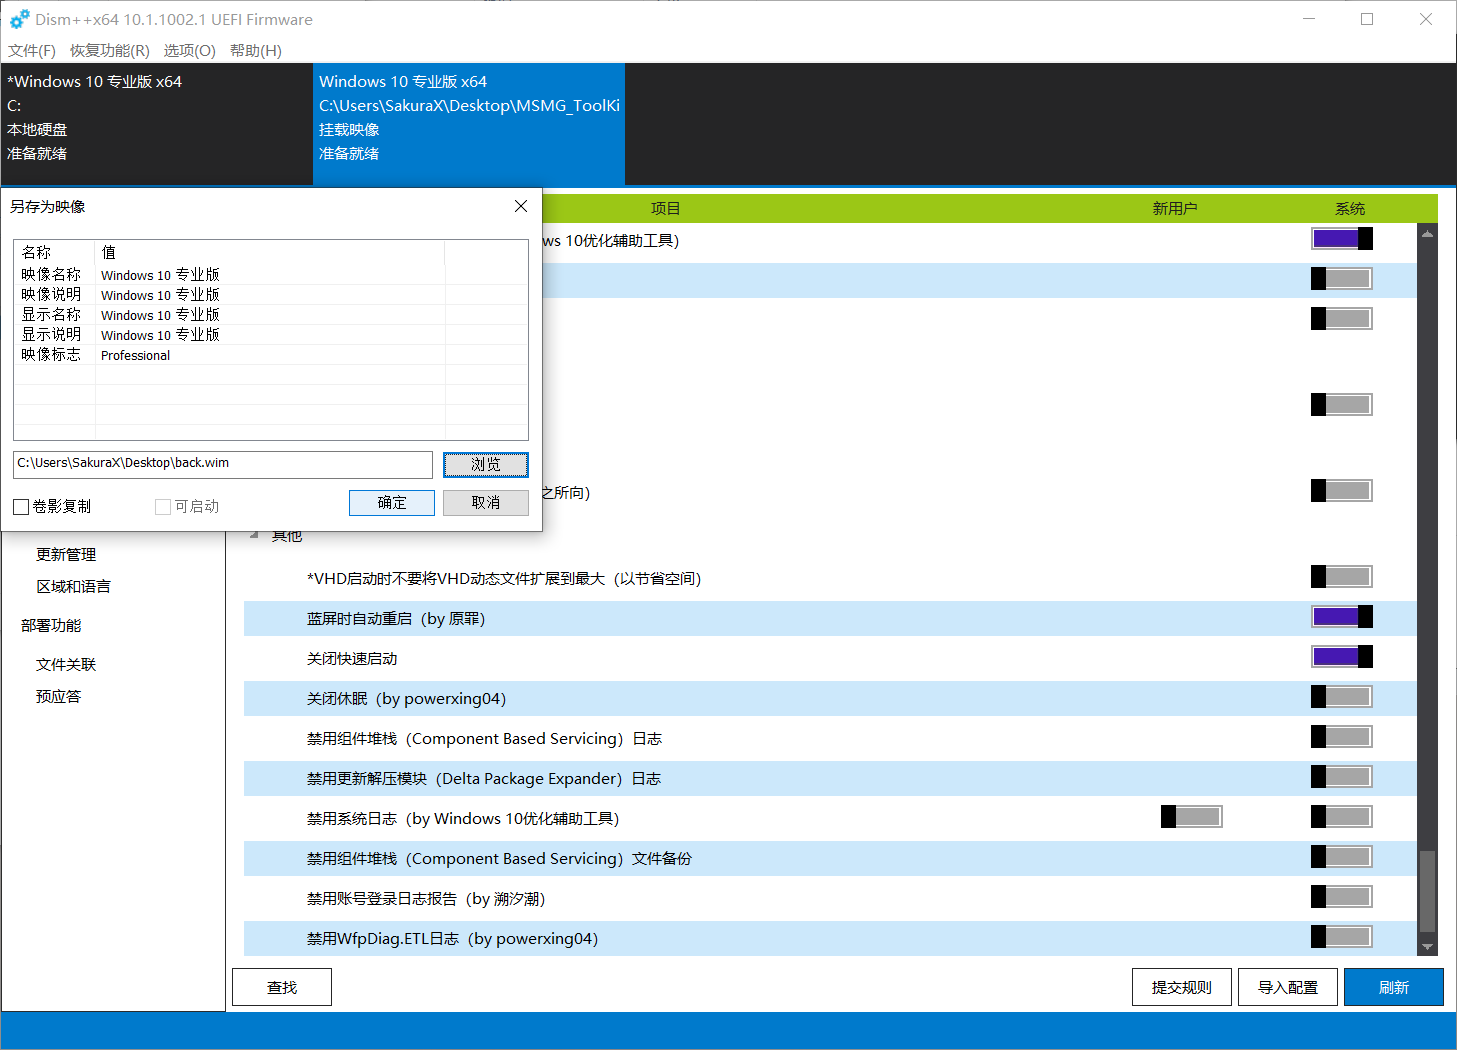 Dism++x64 10.1.1002.1 UEFI Firmware
文件(F) 恢复功能(R) 选项(O) 帮助(H)
*Windows 10 专业版 x64
C:
本地硬盘
准备就绪
Windows 10 专业版 x64
C:\Users\SakuraX\Desktop\MSMG_ToolKi
挂载映像
准备就绪
另存为映像
名称 值
映像名称 Windows 10 专业版
映像说明 Windows 10 专业版
显示名称 Windows 10 专业版
显示说明 Windows 10 专业版
映像标志 Professional
C:\Users\SakuraX\Desktop\back.wim
浏览
卷影复制 可启动 确定 取消
项目 新用户 系统
ws 10优化辅助工具)
之所向)
更新管理
区域和语言
部署功能
文件关联
预应答
其他
*VHD启动时不要将VHD动态文件扩展到最大（以节省空间）
蓝屏时自动重启（by 原罪）
关闭快速启动
关闭休眠（by powerxing04）
禁用组件堆栈（Component Based Servicing）日志
禁用更新解压模块（Delta Package Expander）日志
禁用系统日志（by Windows 10优化辅助工具）
禁用组件堆栈（Component Based Servicing）文件备份
禁用账号登录日志报告（by 溯汐潮）
禁用WfpDiag.ETL日志（by powerxing04）
查找 提交规则 导入配置 刷新